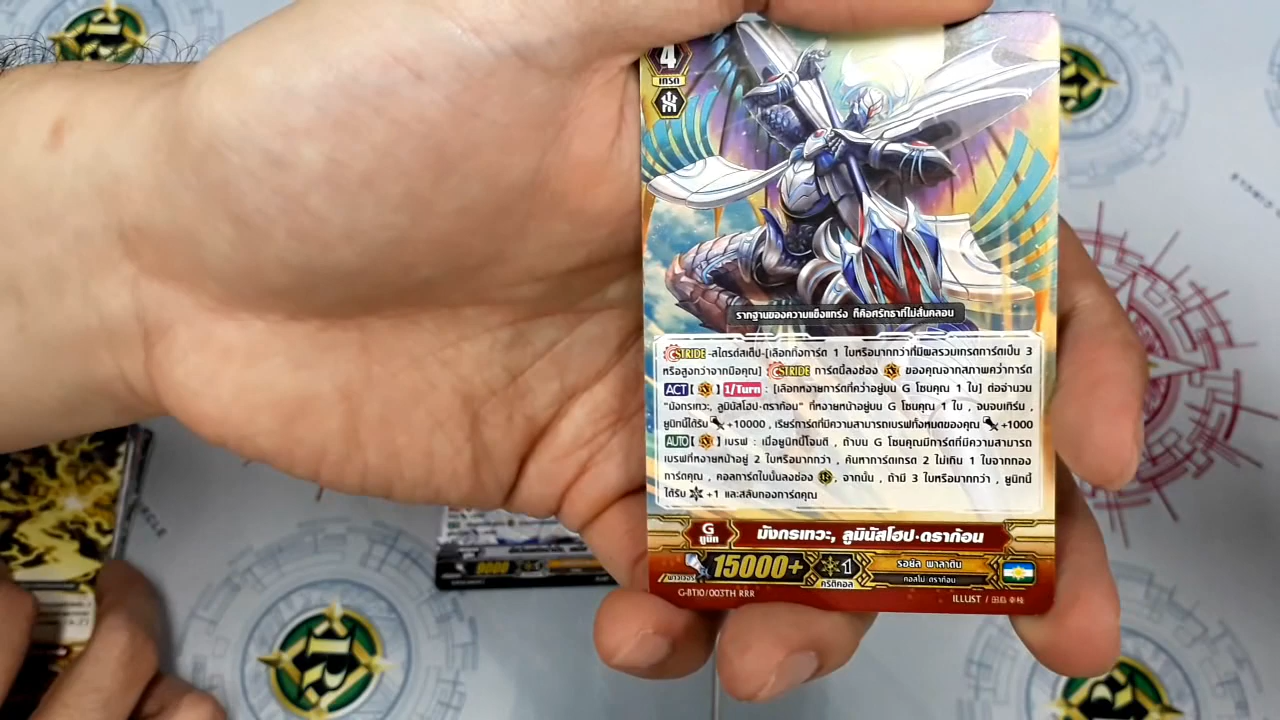 4
เกรด
รากฐานของความแข็งแกร่ง ก็คือศรัทธาที่ไม่สั่นคลอน
STRIDE -สไตรด์สเต็ป-[เลือกทิ้งการ์ด 1 ใบหรือมากกว่าที่มีผลรวมเกรดการ์ดเป็น 3
หรือสูงกว่าจากมือคุณ] STRIDE การ์ดนี้ลงช่อง ของคุณจากสภาพคว่ำการ์ด
ACT【 】1/Turn : [เลือกหงายการ์ดที่คว่ำอยู่บน G โซนคุณ 1 ใบ] ต่อจำนวน
"มังกรเทวะ, ลูมินัสโฮป·ดราก้อน" ที่หงายหน้าอยู่บน G โซนคุณ 1 ใบ , จนจบเทิร์น ,
ยูนิทนี้ได้รับ +10000 , เรียร์การ์ดที่มีความสามารถเบรฟทั้งหมดของคุณ +1000
AUTO【 】เบรฟ : เมื่อยูนิทนี้โจมตี , ถ้าบน G โซนคุณมีการ์ดที่มีความสามารถ
เบรฟที่หงายหน้าอยู่ 2 ใบหรือมากกว่า , ค้นหาการ์ดเกรด 2 ไม่เกิน 1 ใบจากกอง
การ์ดคุณ , คอลการ์ดใบนั้นลงช่อง , จากนั้น , ถ้ามี 3 ใบหรือมากกว่า , ยูนิทนี้
ได้รับ +1 และสลับกองการ์ดคุณ
G
ยูนิท
มังกรเทวะ, ลูมินัสโฮป·ดราก้อน
พาวเวอร์
15000+
1
คริติคอล
รอยัล พาลาดิน
คอสโม่ ดราก้อน
G-BT10/003TH RRR
ILLUST /
9000